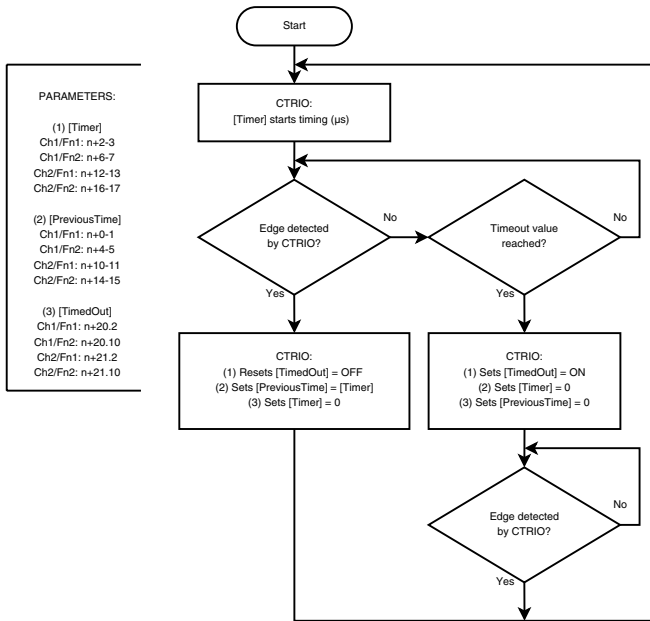 Start
PARAMETERS:
(1) [Timer]
Ch1/Fn1: n+2-3
Ch1/Fn2: n+6-7
Ch2/Fn1: n+12-13
Ch2/Fn2: n+16-17
(2) [PreviousTime]
Ch1/Fn1: n+0-1
Ch1/Fn2: n+4-5
Ch2/Fn1: n+10-11
Ch2/Fn2: n+14-15
(3) [TimedOut]
Ch1/Fn1: n+20.2
Ch1/Fn2: n+20.10
Ch2/Fn1: n+21.2
Ch2/Fn2: n+21.10
CTRIO:
[Timer] starts timing (µs)
Edge detected
by CTRIO?
No
Timeout value
reached?
No
Yes
Yes
CTRIO:
(1) Resets [TimedOut] = OFF
(2) Sets [PreviousTime] = [Timer]
(3) Sets [Timer] = 0
CTRIO:
(1) Sets [TimedOut] = ON
(2) Sets [Timer] = 0
(3) Sets [PreviousTime] = 0
Edge detected
by CTRIO?
No
Yes